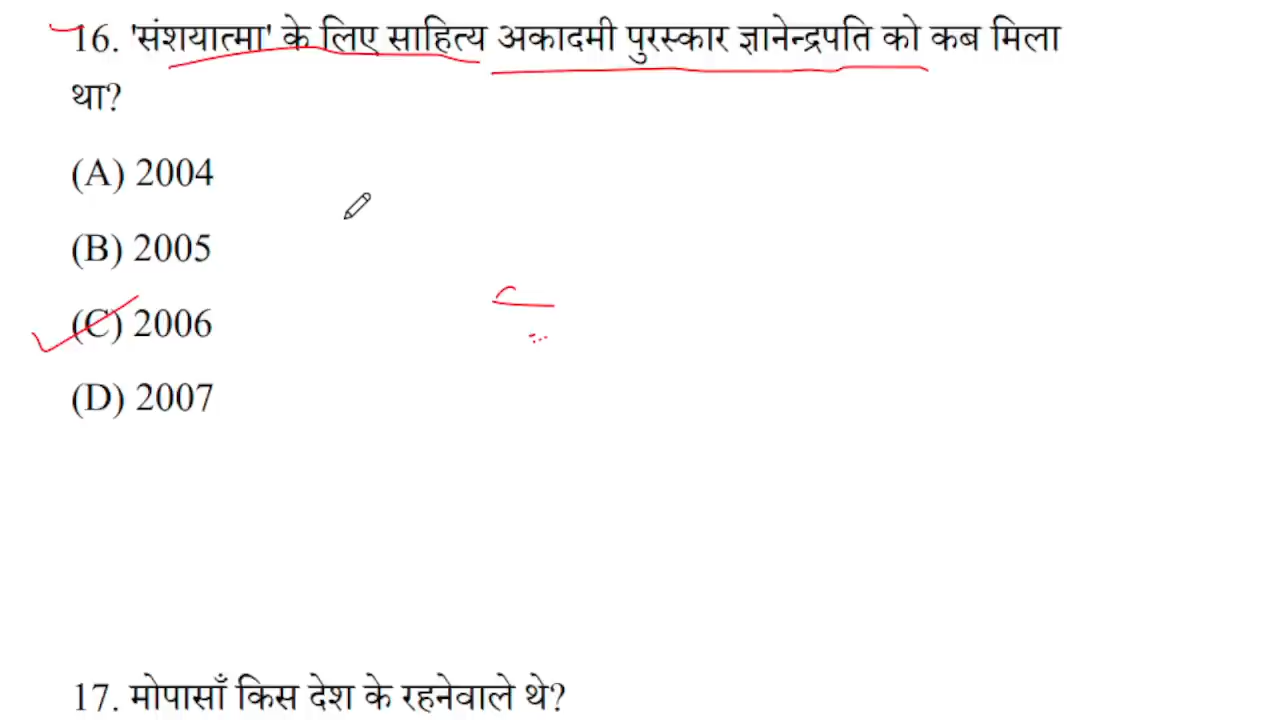 16. 'संशयात्मा' के लिए साहित्य अकादमी पुरस्कार ज्ञानेन्द्रपति को कब मिला
था?
(A) 2004
(B) 2005
(C) 2006
(D) 2007
17. मोपासाँ किस देश के रहनेवाले थे?